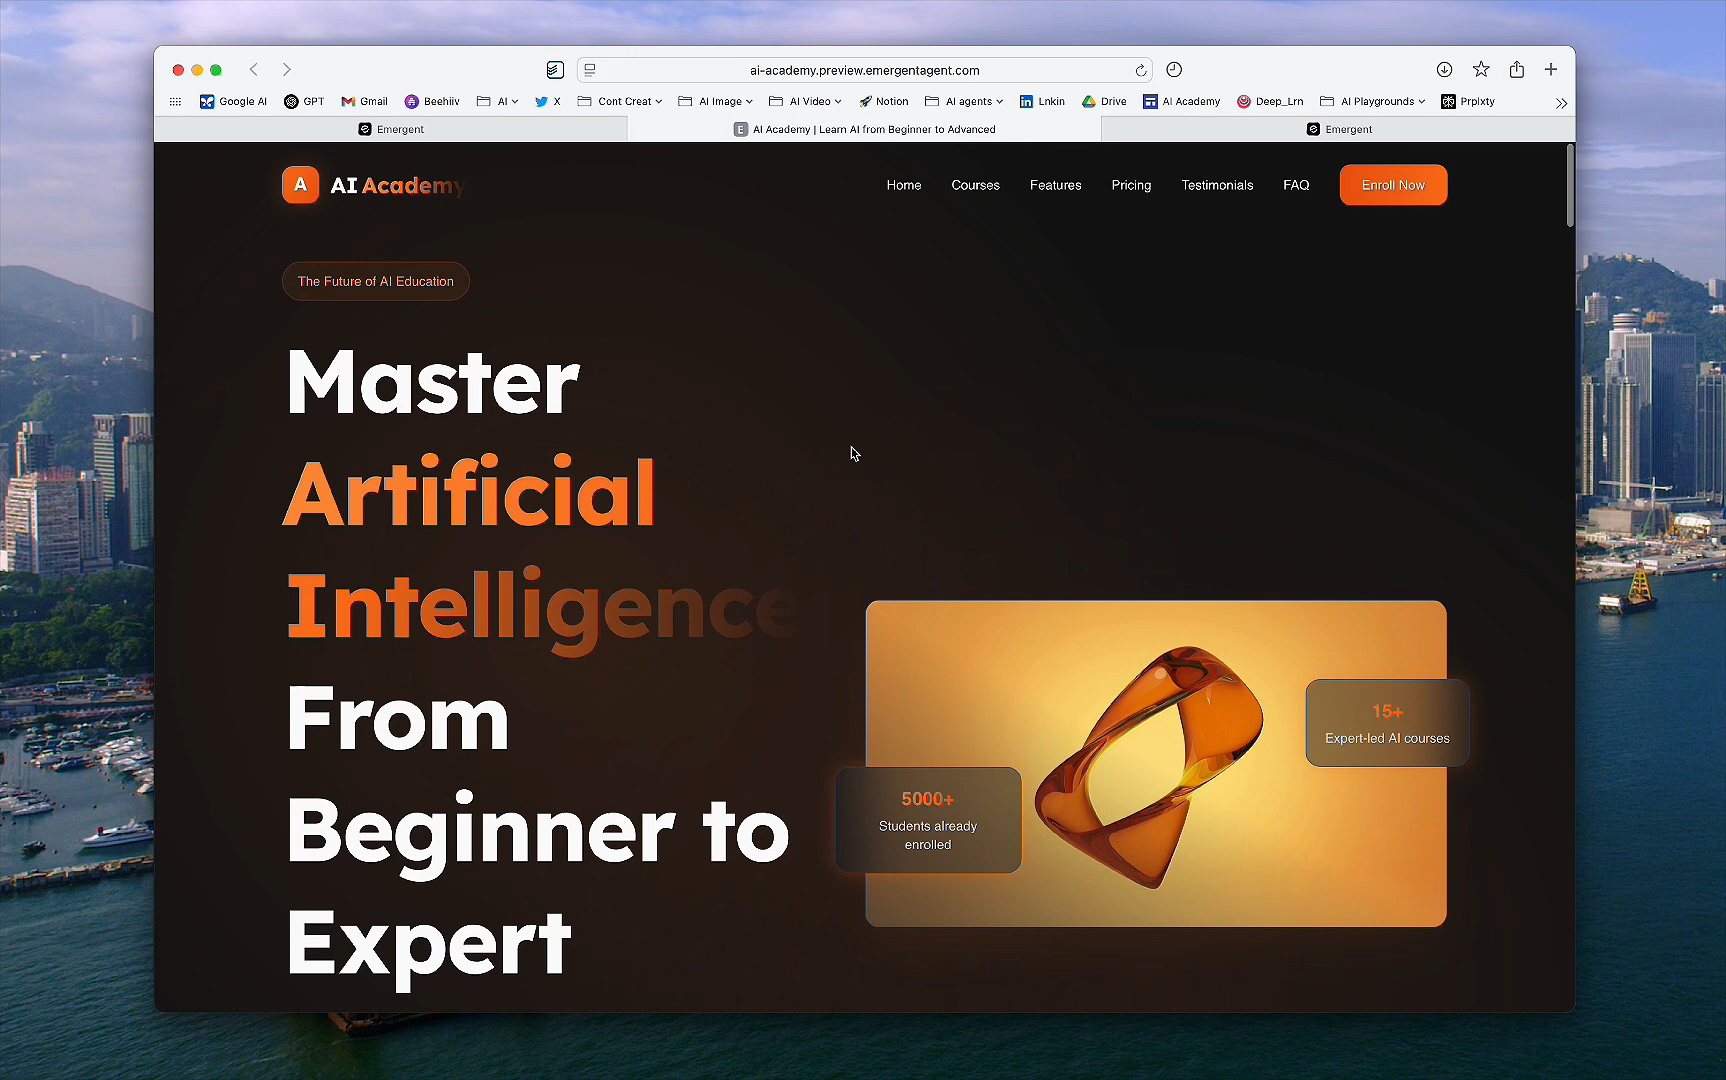 ai-academy.preview.emergentagent.com
Google AI GPT Gmail Beehiiv AI X Cont Creat AI Image AI Video Notion AI agents Lnkin Drive AI Academy Deep_Lrn AI Playgrounds Prplxty
Emergent E AI Academy | Learn AI from Beginner to Advanced Emergent
A AI Academy Home Courses Features Pricing Testimonials FAQ Enroll Now
The Future of AI Education
Master
Artificial
Intelligence
From
Beginner to
Expert
15+
Expert-led AI courses
5000+
Students already
enrolled